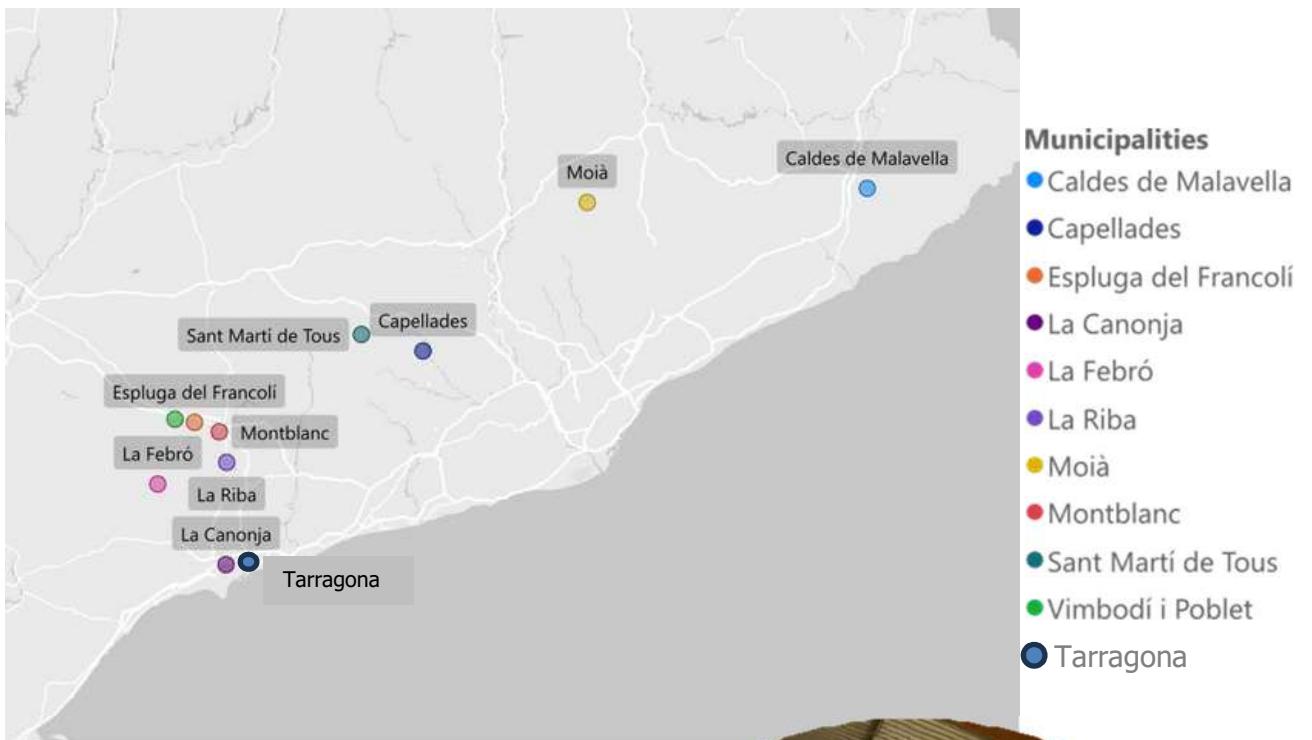 Caldes de Malavella
Moià
Capellades
Sant Martí de Tous
Espluga del Francolí
Montblanc
La Febró
La Riba
La Canonja
Tarragona
Municipalities
Caldes de Malavella
Capellades
Espluga del Francolí
La Canonja
La Febró
La Riba
Moià
Montblanc
Sant Martí de Tous
Vimbodí i Poblet
Tarragona